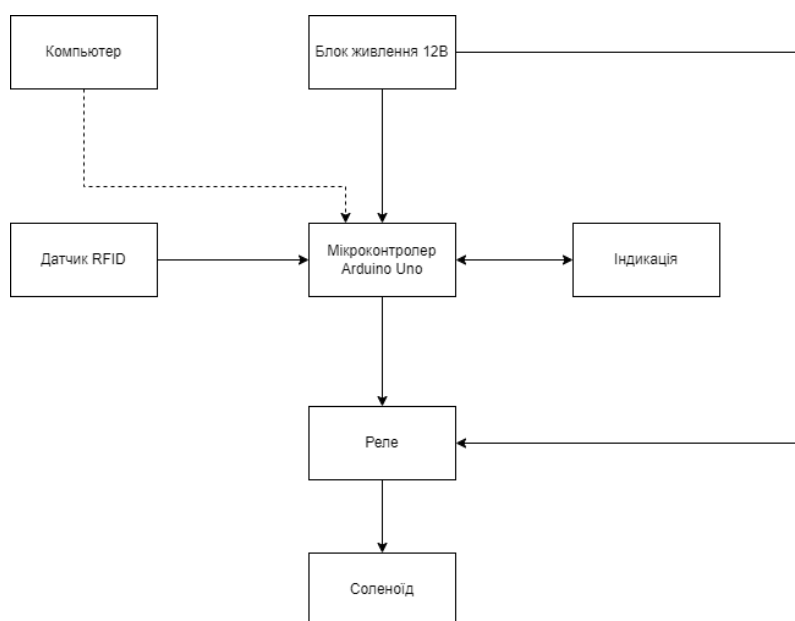 Компьютер
Блок живлення 12В
Датчик RFID
Мікроконтролер
Arduino Uno
Індикація
Реле
Соленоїд